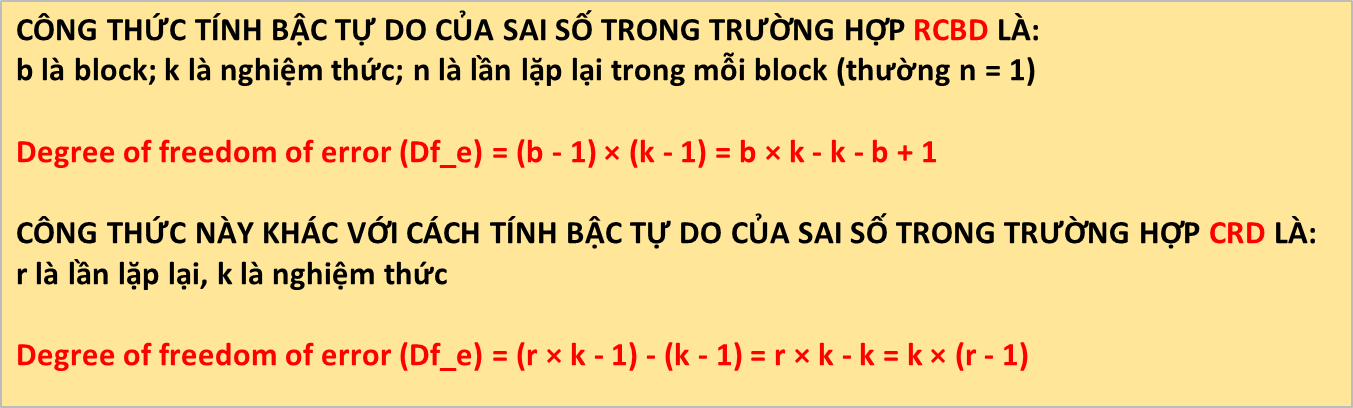 CÔNG THỨC TÍNH BẬC TỰ DO CỦA SAI SỐ TRONG TRƯỜNG HỢP RCBD LÀ:
b là block; k là nghiệm thức; n là lần lặp lại trong mỗi block (thường n = 1)
Degree of freedom of error (Df_e) = (b - 1) × (k - 1) = b × k - k - b + 1
CÔNG THỨC NÀY KHÁC VỚI CÁCH TÍNH BẬC TỰ DO CỦA SAI SỐ TRONG TRƯỜNG HỢP CRD LÀ:
r là lần lặp lại, k là nghiệm thức
Degree of freedom of error (Df_e) = (r × k - 1) - (k - 1) = r × k - k = k × (r - 1)